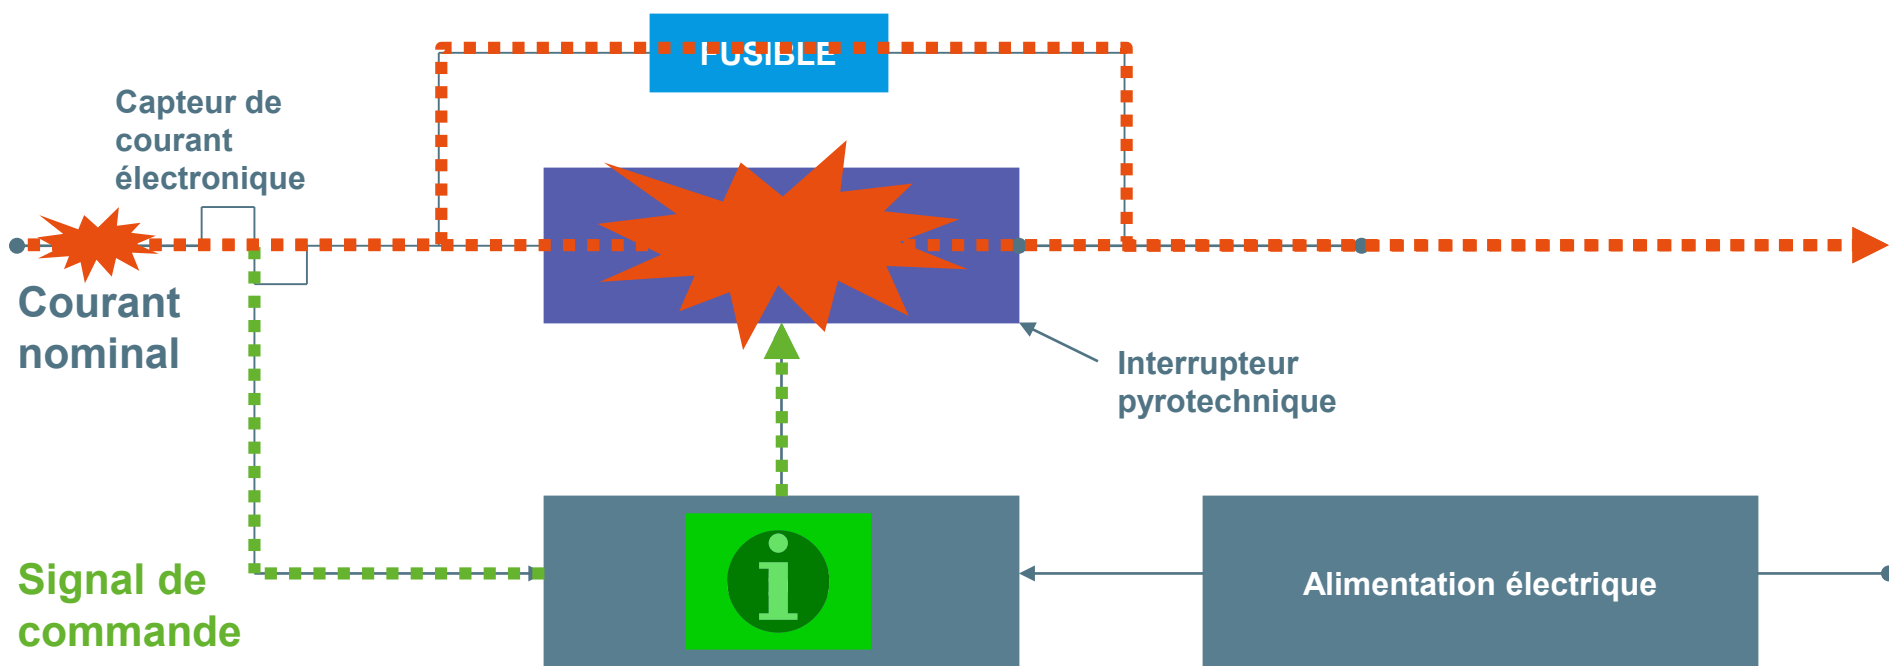 FUSIBLE
Capteur de
courant
électronique
Courant
nominal
Interrupteur
pyrotechnique
Signal de
commande
i
Alimentation électrique